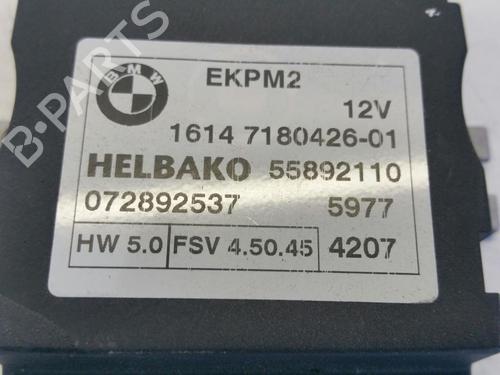 B-PARTS
BMW
EKPM2
12V
1614 7180426-01
HELBAKO 55892110
072892537 5977
HW 5.0 FSV 4.50.45 4207